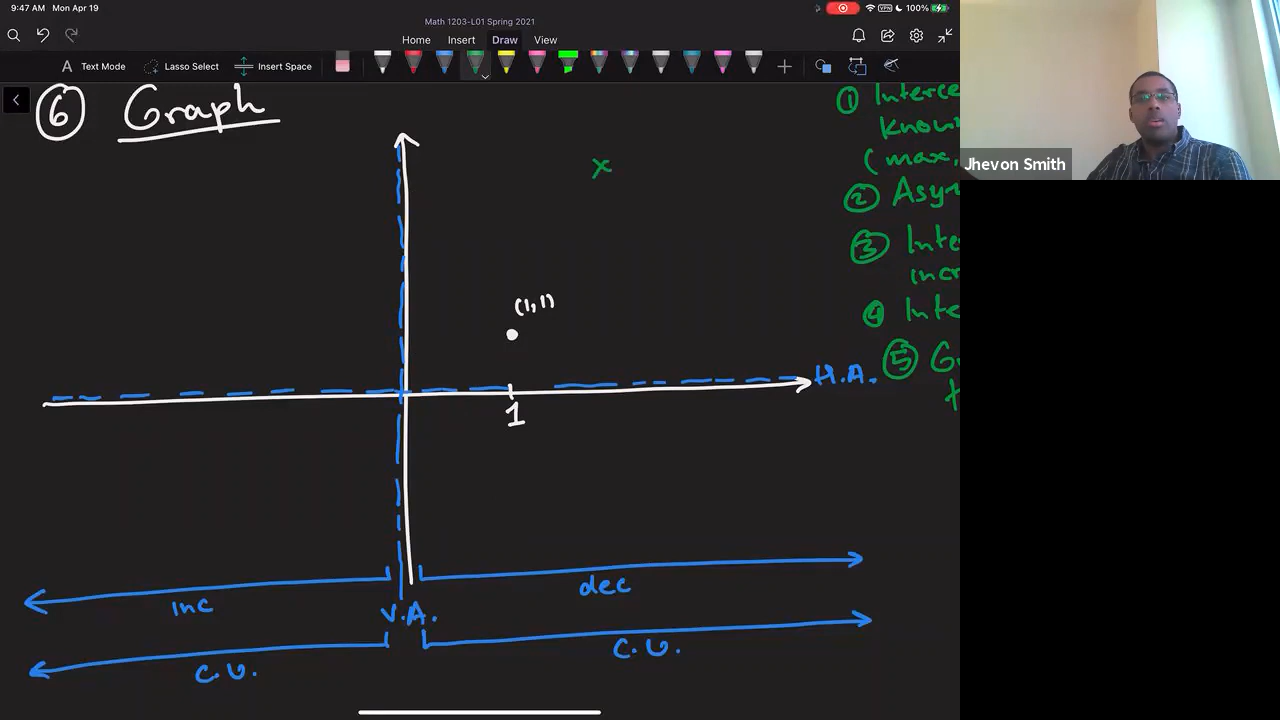 9:47 AM Mon Apr 19
VPN 100%
Math 1203-L01 Spring 2021
Home Insert Draw View
Text Mode Lasso Select Insert Space
⑥ Graph
x
(1,1)
H.A.
1
① Interce
know
(max,
② Asy
③ Inte
incr
④ Inte
⑤ G
inc
dec
V.A.
C.U.
C.U.
Jhevon Smith